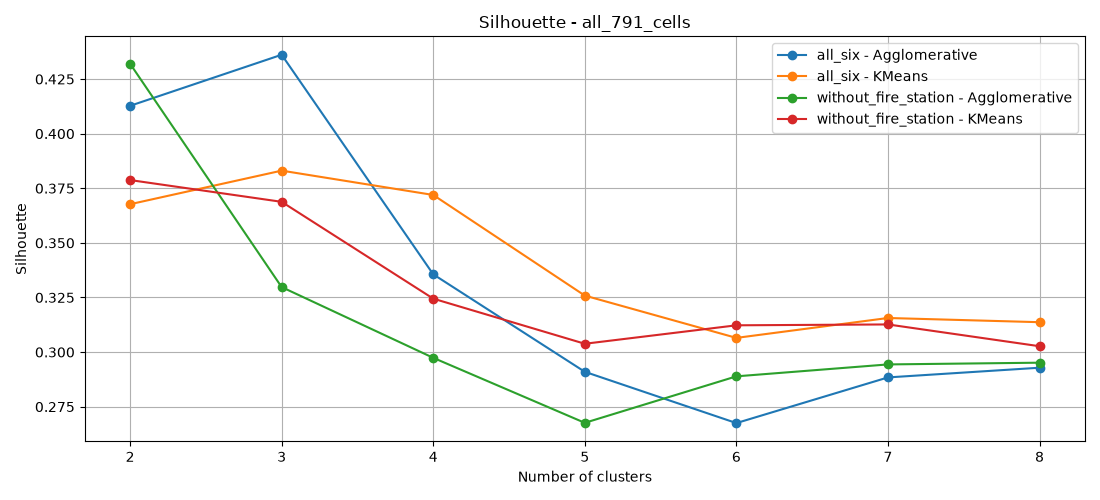 Silhouette - all_791_cells
all_six - Agglomerative
all_six - KMeans
without_fire_station - Agglomerative
without_fire_station - KMeans
Silhouette
0.425
0.400
0.375
0.350
0.325
0.300
0.275
2 3 4 5 6 7 8
Number of clusters